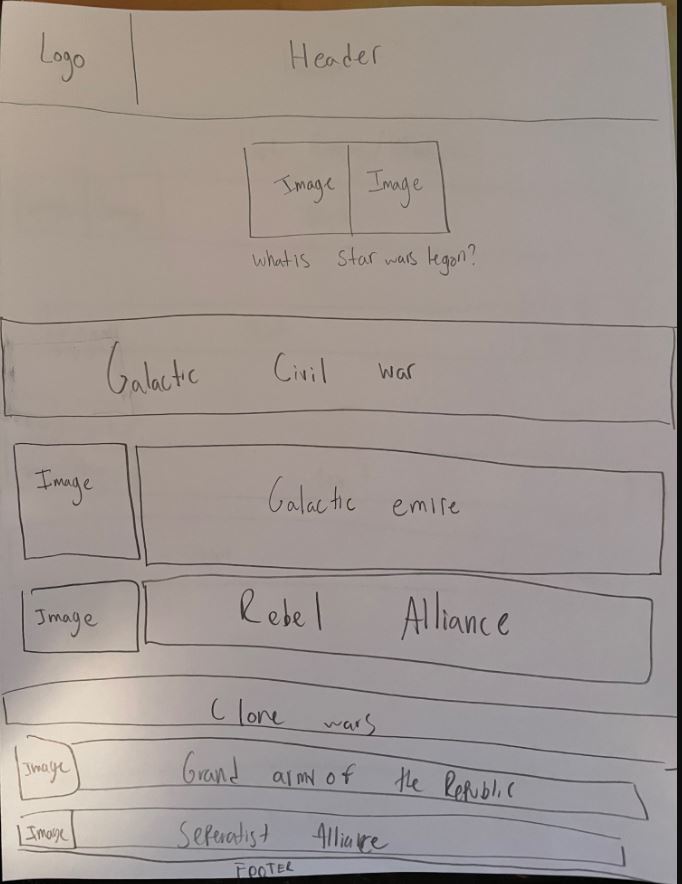 Logo Header
Image Image
what is Star wars legon?
Galactic Civil war
Image Galactic emire
Image Rebel Alliance
Clone wars
Image Grand army of the Republic
Image Seperatist Alliance
FOOTER